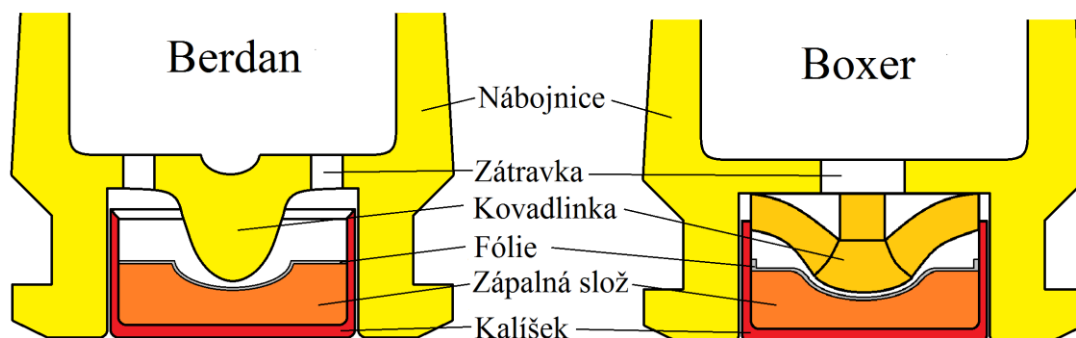 Berdan
Boxer
Nábojnice
Zátravka
Kovadlinka
Fólie
Zápalná slož
Kalíšek